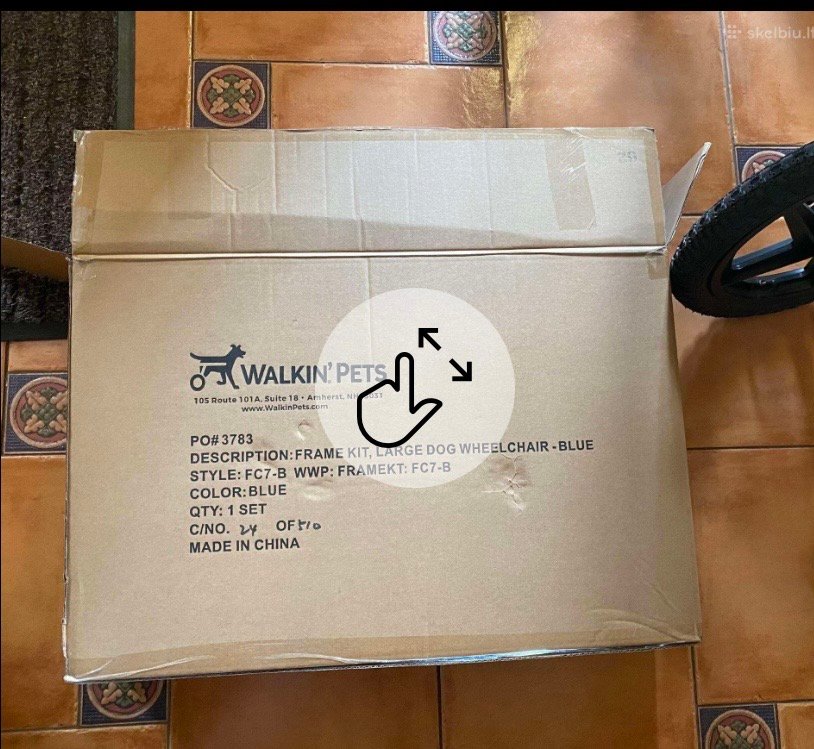 skelbiu.lt
WALKIN' PETS
105 Route 101A, Suite 18 • Amherst, NH 03031
www.WalkinPets.com
PO# 3783
DESCRIPTION: FRAME KIT, LARGE DOG WHEELCHAIR - BLUE
STYLE: FC7-B WWP: FRAMEKT: FC7-B
COLOR: BLUE
QTY: 1 SET
C/NO. 24 OF 510
MADE IN CHINA